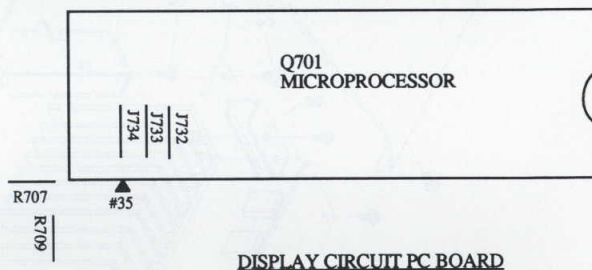 Q701
MICROPROCESSOR
J734
J733
J732
R707
#35
R709
DISPLAY CIRCUIT PC BOARD